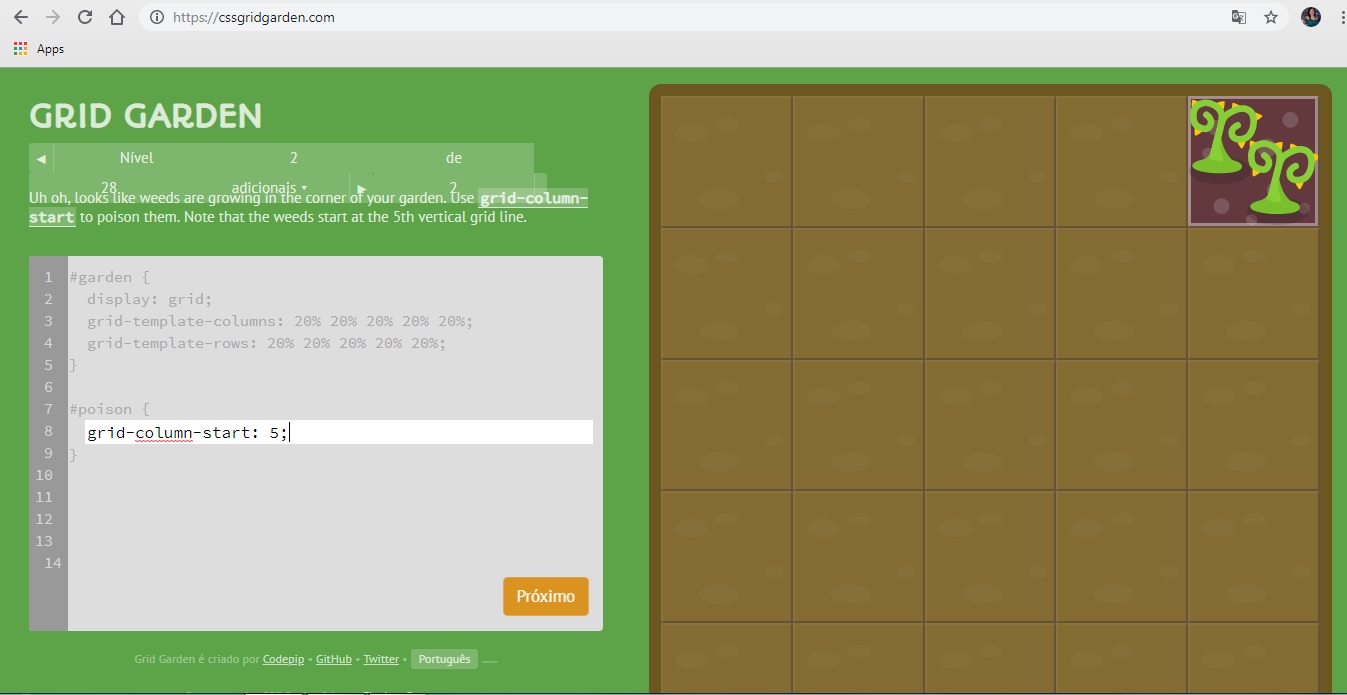 https://cssgridgarden.com
Apps
GRID GARDEN
◀ Nível 2 de
28 adicionais ▾ ▶ 2
Uh oh, looks like weeds are growing in the corner of your garden. Use grid-column-
start to poison them. Note that the weeds start at the 5th vertical grid line.
1 #garden {
2 display: grid;
3 grid-template-columns: 20% 20% 20% 20% 20%;
4 grid-template-rows: 20% 20% 20% 20% 20%;
5 }
6
7 #poison {
8 grid-column-start: 5;
9 }
10
11
12
13
14
Próximo
Grid Garden é criado por Codepip • GitHub • Twitter • Português